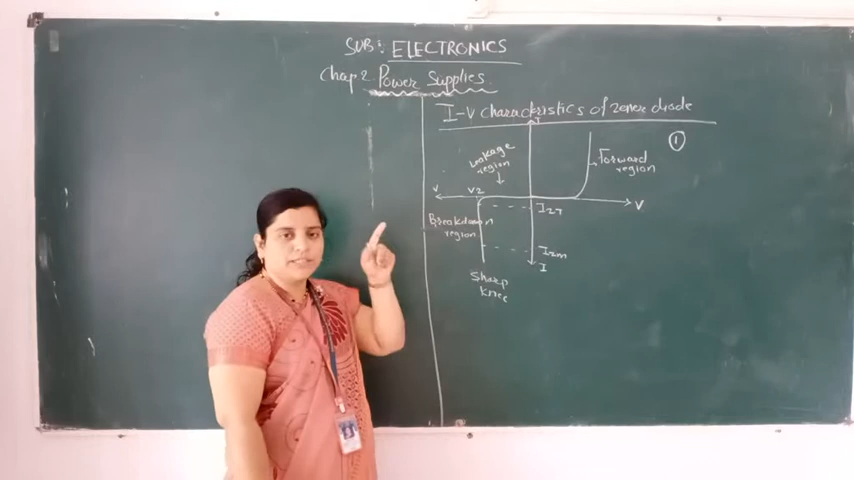 SUB: ELECTRONICS
Chap 2 Power Supplies
I-V characteristics of zener diode
I
1
Leakage
region
Forward
region
V
VZ
V
IZT
Breakdown
region
IZM
I
Sharp
knee